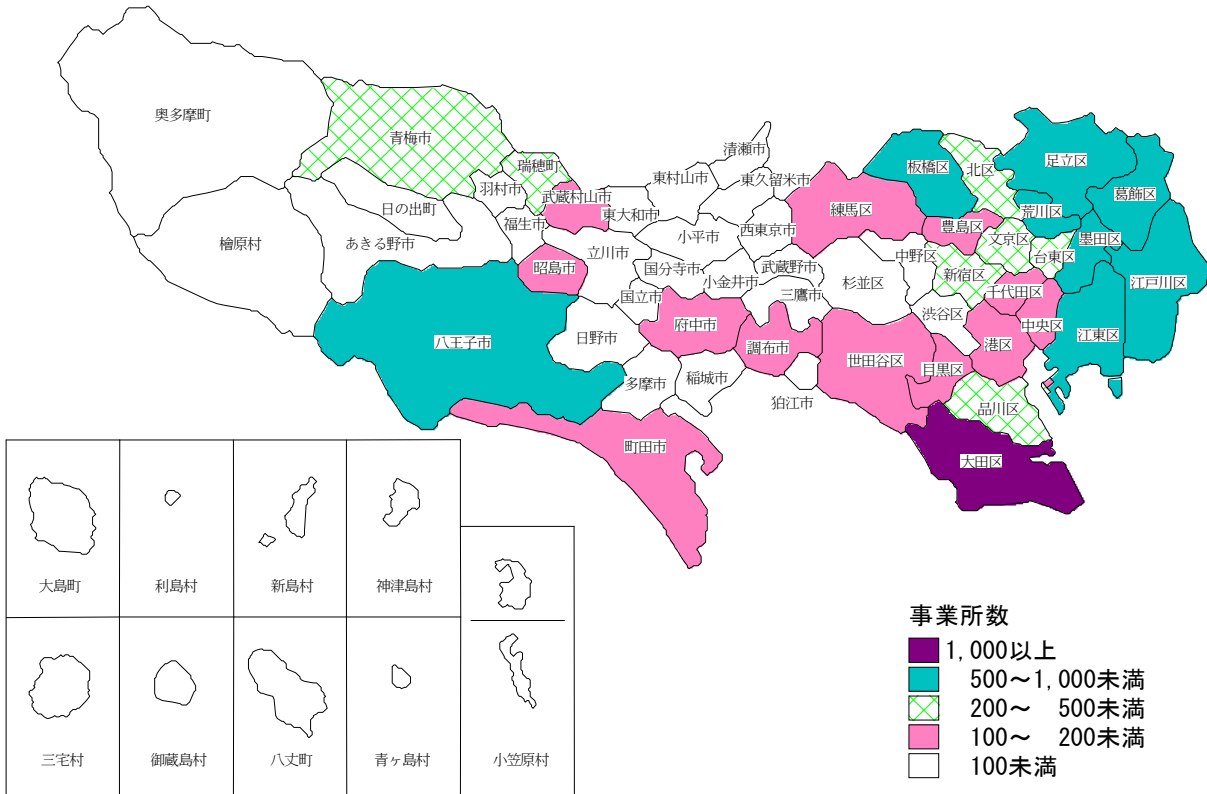 奥多摩町
青梅市
瑞穂町
羽村市
武蔵村山市
日の出町
檜原村
あきる野市
福生市
昭島市
八王子市
立川市
東大和市
東村山市
清瀬市
東久留米市
小平市
西東京市
国分寺市
小金井市
武蔵野市
三鷹市
国立市
日野市
府中市
調布市
多摩市
稲城市
狛江市
町田市
板橋区
北区
足立区
葛飾区
荒川区
練馬区
豊島区
文京区
台東区
墨田区
江戸川区
中野区
杉並区
新宿区
千代田区
渋谷区
中央区
江東区
港区
世田谷区
目黒区
品川区
大田区
大島町
利島村
新島村
神津島村
三宅村
御蔵島村
八丈町
青ヶ島村
小笠原村
事業所数
1,000以上
500～1,000未満
200～ 500未満
100～ 200未満
100未満